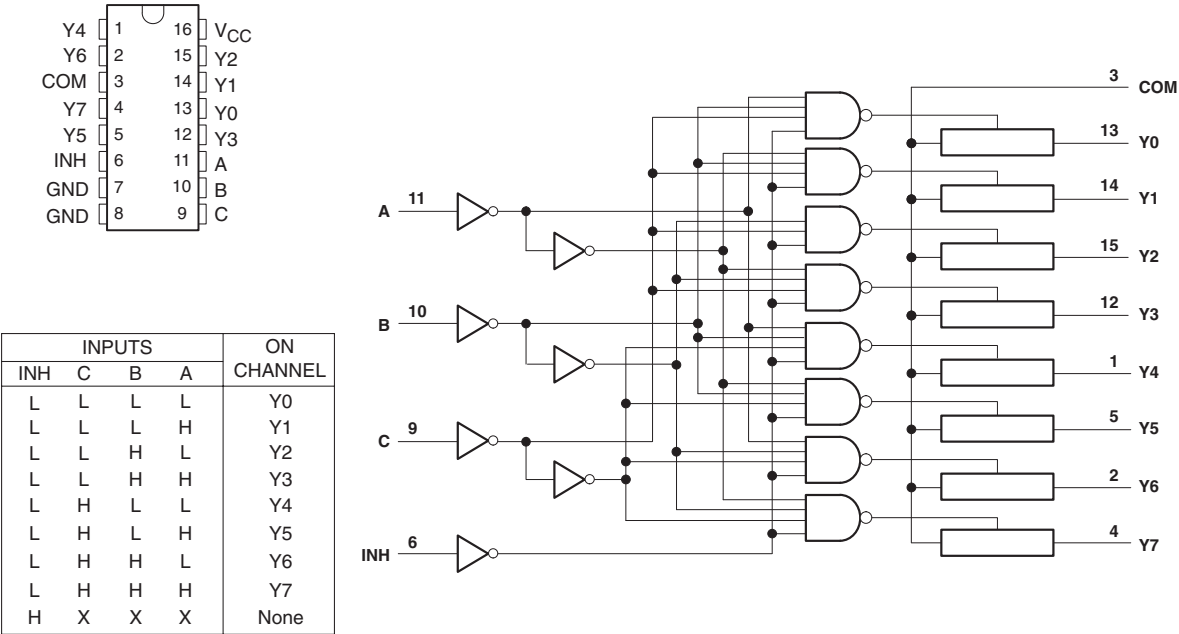 Y4 1 16 VCC
Y6 2 15 Y2
COM 3 14 Y1
Y7 4 13 Y0
Y5 5 12 Y3
INH 6 11 A
GND 7 10 B
GND 8 9 C
INPUTS ON CHANNEL
INH C B A
L L L L Y0
L L L H Y1
L L H L Y2
L L H H Y3
L H L L Y4
L H L H Y5
L H H L Y6
L H H H Y7
H X X X None
A 11
B 10
C 9
INH 6
3 COM
13 Y0
14 Y1
15 Y2
12 Y3
1 Y4
5 Y5
2 Y6
4 Y7